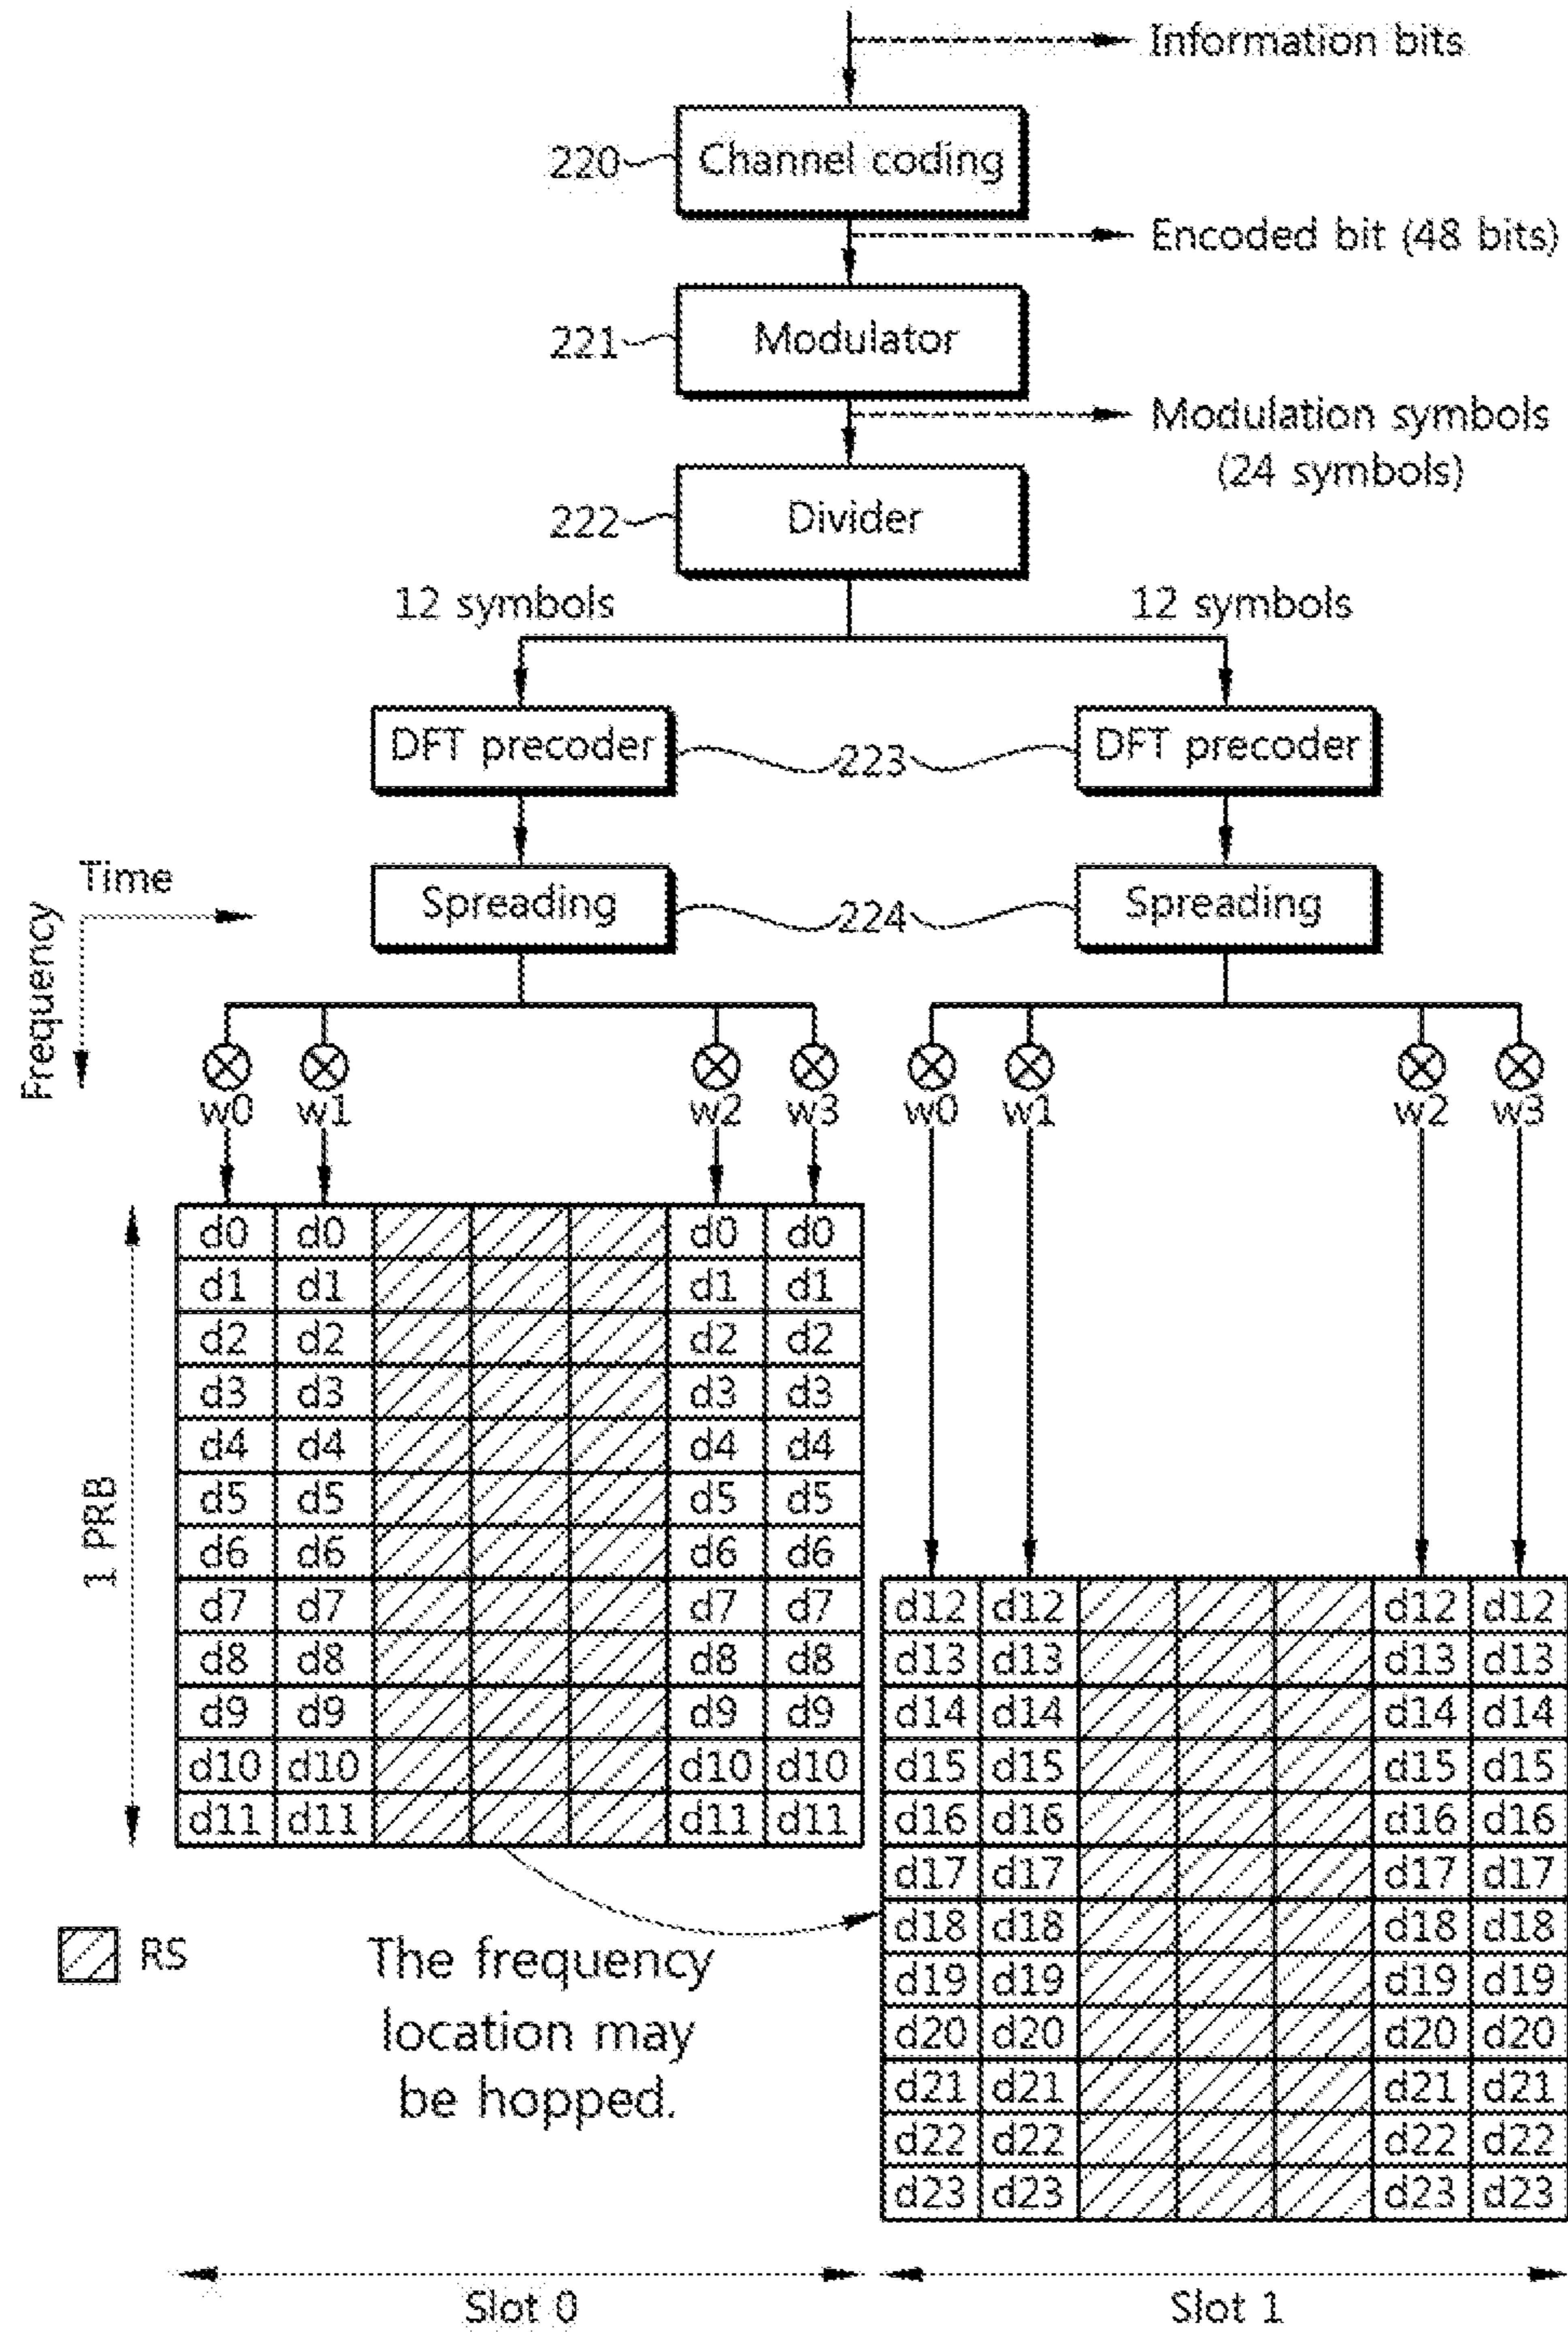 Information bits
220
Channel coding
Encoded bit (48 bits)
221
Modulator
Modulation symbols
(24 symbols)
222
Divider
12 symbols
12 symbols
DFT precoder
223
DFT precoder
Time
Frequency
Spreading
224
Spreading
w0 w1 w2 w3 w0 w1 w2 w3
1 PRB
d0 d0 d0 d0
d1 d1 d1 d1
d2 d2 d2 d2
d3 d3 d3 d3
d4 d4 d4 d4
d5 d5 d5 d5
d6 d6 d6 d6
d7 d7 d7 d7
d8 d8 d8 d8
d9 d9 d9 d9
d10 d10 d10 d10
d11 d11 d11 d11
d12 d12 d12 d12
d13 d13 d13 d13
d14 d14 d14 d14
d15 d15 d15 d15
d16 d16 d16 d16
d17 d17 d17 d17
d18 d18 d18 d18
d19 d19 d19 d19
d20 d20 d20 d20
d21 d21 d21 d21
d22 d22 d22 d22
d23 d23 d23 d23
RS
The frequency
location may
be hopped.
Slot 0
Slot 1